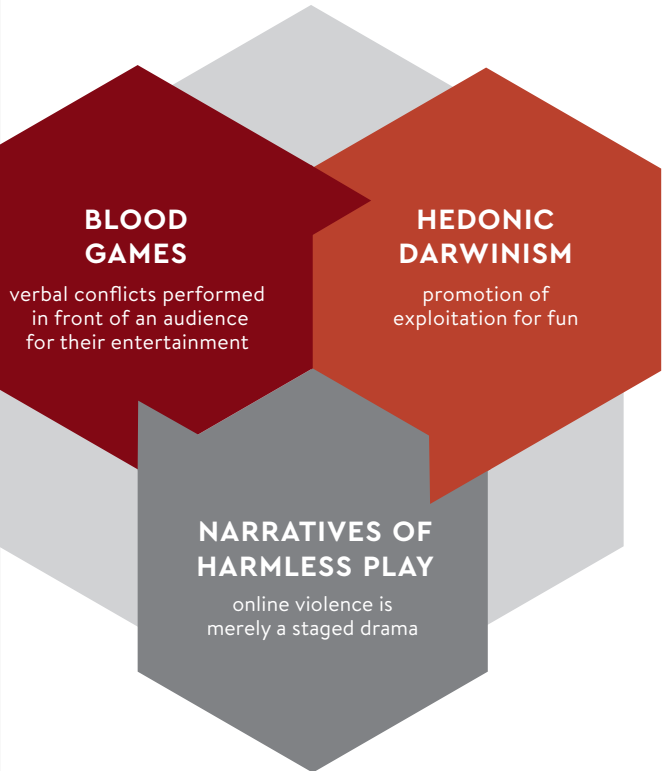 BLOOD
GAMES
verbal conflicts performed
in front of an audience
for their entertainment
HEDONIC
DARWINISM
promotion of
exploitation for fun
NARRATIVES OF
HARMLESS PLAY
online violence is
merely a staged drama